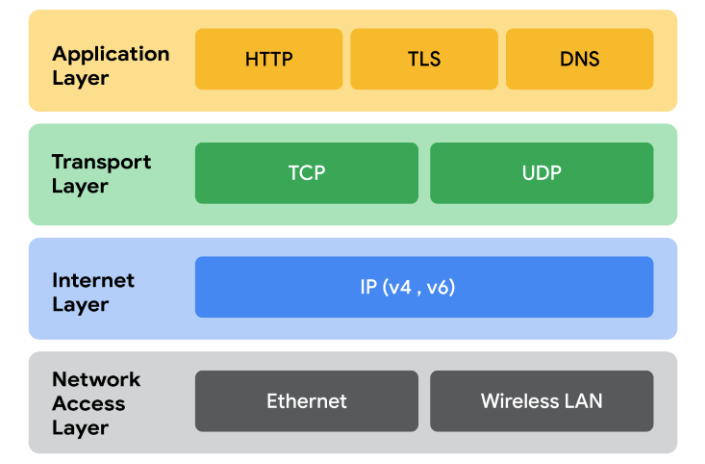 Application
Layer
HTTP
TLS
DNS
Transport
Layer
TCP
UDP
Internet
Layer
IP (v4 , v6)
Network
Access
Layer
Ethernet
Wireless LAN